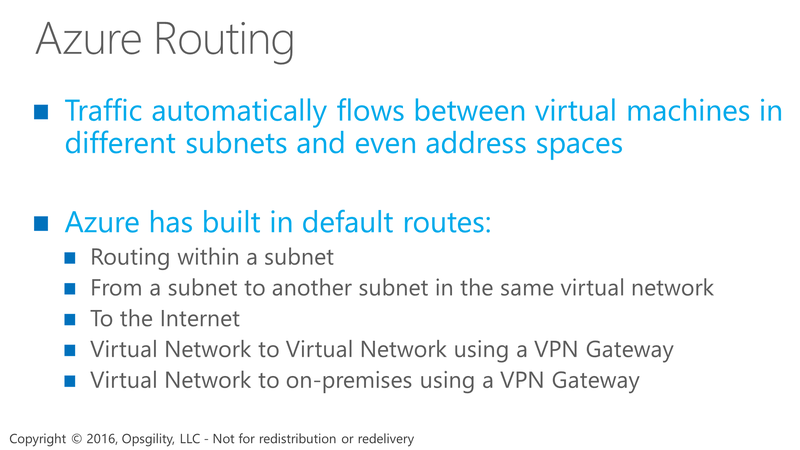 Azure Routing
Traffic automatically flows between virtual machines in
different subnets and even address spaces
Azure has built in default routes:
Routing within a subnet
From a subnet to another subnet in the same virtual network
To the Internet
Virtual Network to Virtual Network using a VPN Gateway
Virtual Network to on-premises using a VPN Gateway
Copyright © 2016, Opsgility, LLC - Not for redistribution or redelivery